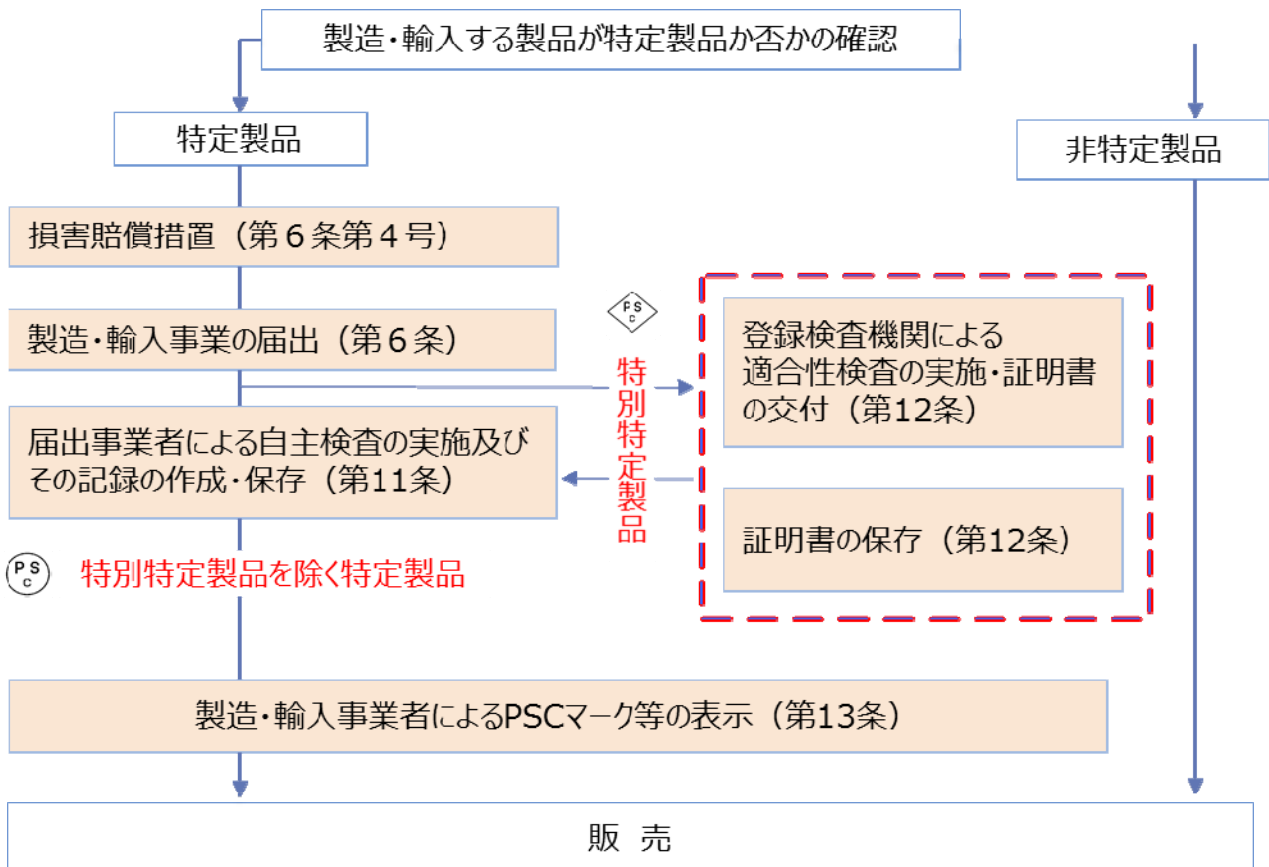 製造・輸入する製品が特定製品か否かの確認
特定製品
非特定製品
損害賠償措置（第６条第４号）
製造・輸入事業の届出（第６条）
PS
C
特別特定製品
登録検査機関による
適合性検査の実施・証明書
の交付（第12条）
届出事業者による自主検査の実施及び
その記録の作成・保存（第11条）
証明書の保存（第12条）
PS
C
特別特定製品を除く特定製品
製造・輸入事業者によるPSCマーク等の表示（第13条）
販 売